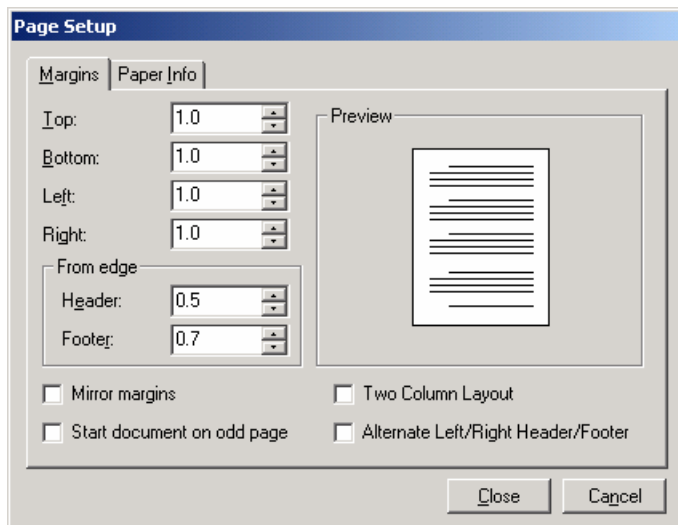 Page Setup
Margins Paper Info
Top: 1.0
Bottom: 1.0
Left: 1.0
Right: 1.0
From edge
Header: 0.5
Footer: 0.7
Preview
Mirror margins
Two Column Layout
Start document on odd page
Alternate Left/Right Header/Footer
Close Cancel